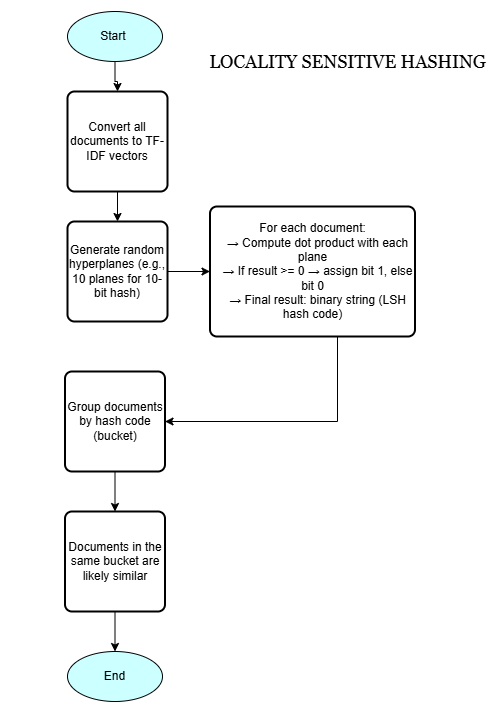 Start
LOCALITY SENSITIVE HASHING
Convert all
documents to TF-
IDF vectors
Generate random
hyperplanes (e.g.,
10 planes for 10-
bit hash)
For each document:
→ Compute dot product with each
plane
→ If result >= 0 → assign bit 1, else
bit 0
→ Final result: binary string (LSH
hash code)
Group documents
by hash code
(bucket)
Documents in the
same bucket are
likely similar
End